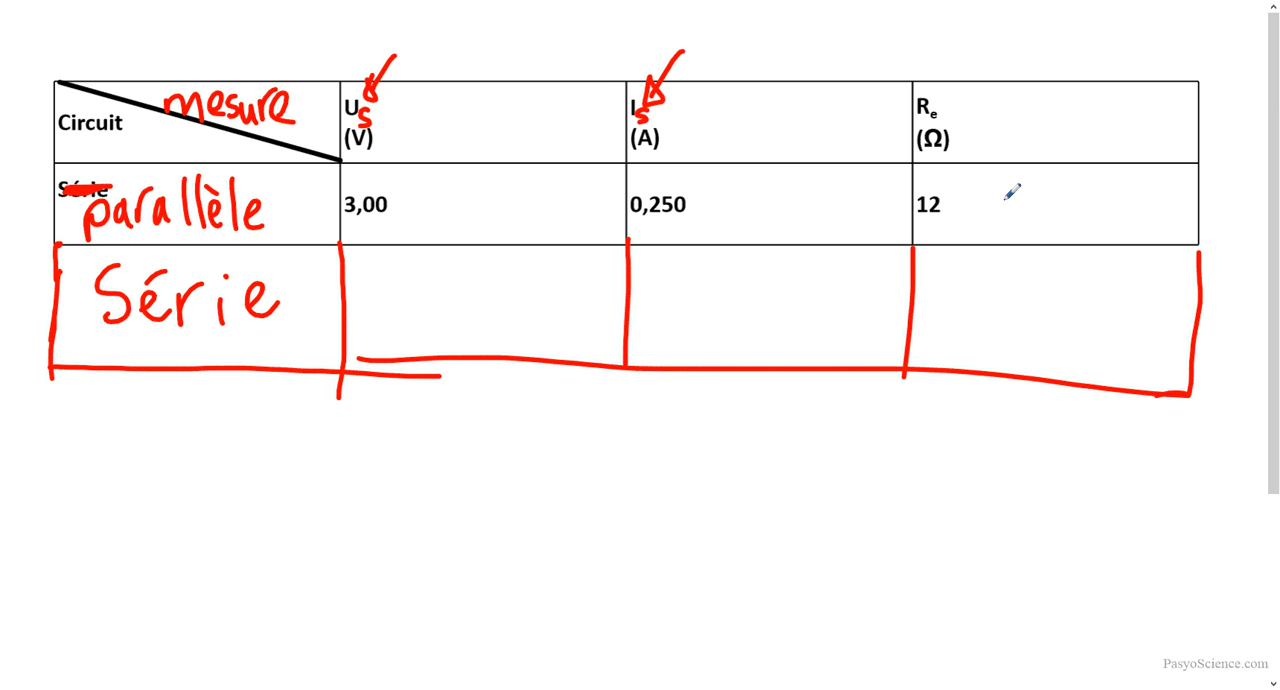 mesure
Circuit
Us
(V)
Is
(A)
Re
(Ω)
Série
parallèle
3,00
0,250
12
Série
PasyoScience.com